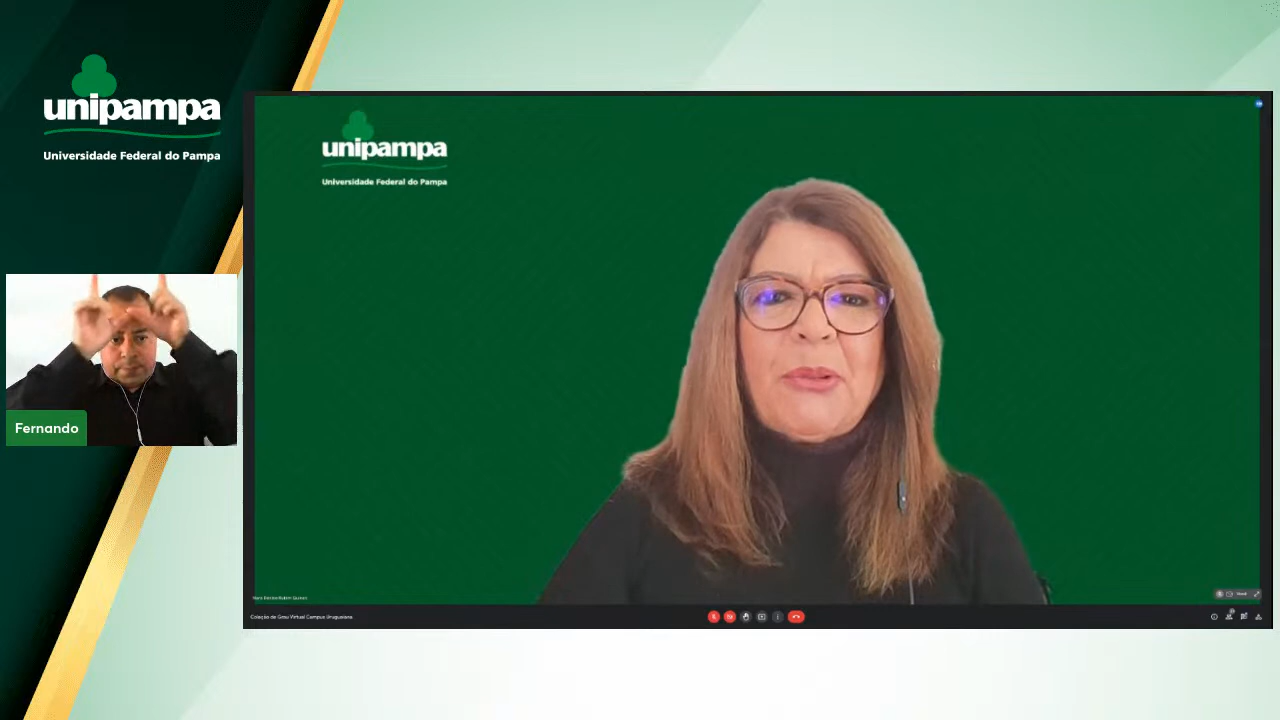 unipampa
Universidade Federal do Pampa
unipampa
Universidade Federal do Pampa
Fernando
Colação de Grau Virtual Campus Uruguaiana